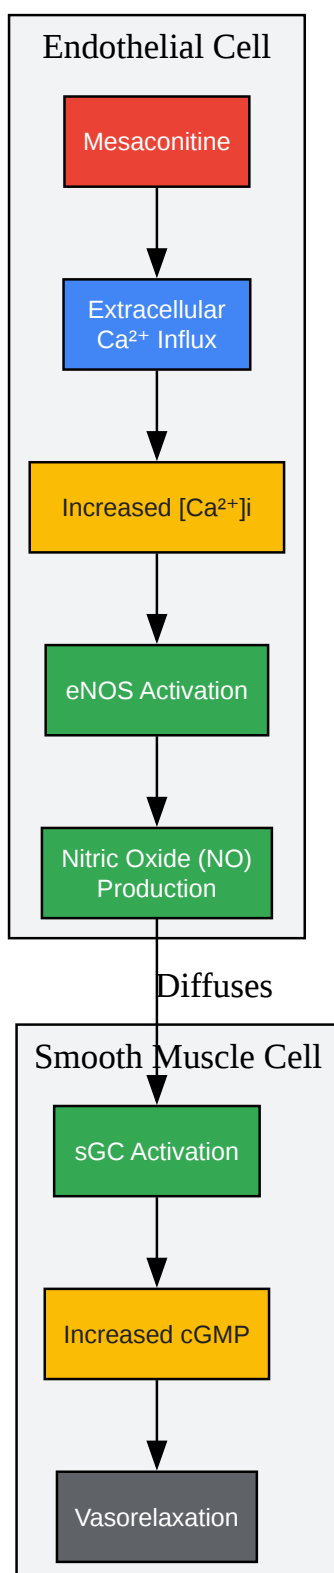 Endothelial Cell
Mesaconitine
Extracellular
Ca²⁺ Influx
Increased [Ca²⁺]i
eNOS Activation
Nitric Oxide (NO)
Production
Diffuses
Smooth Muscle Cell
sGC Activation
Increased cGMP
Vasorelaxation